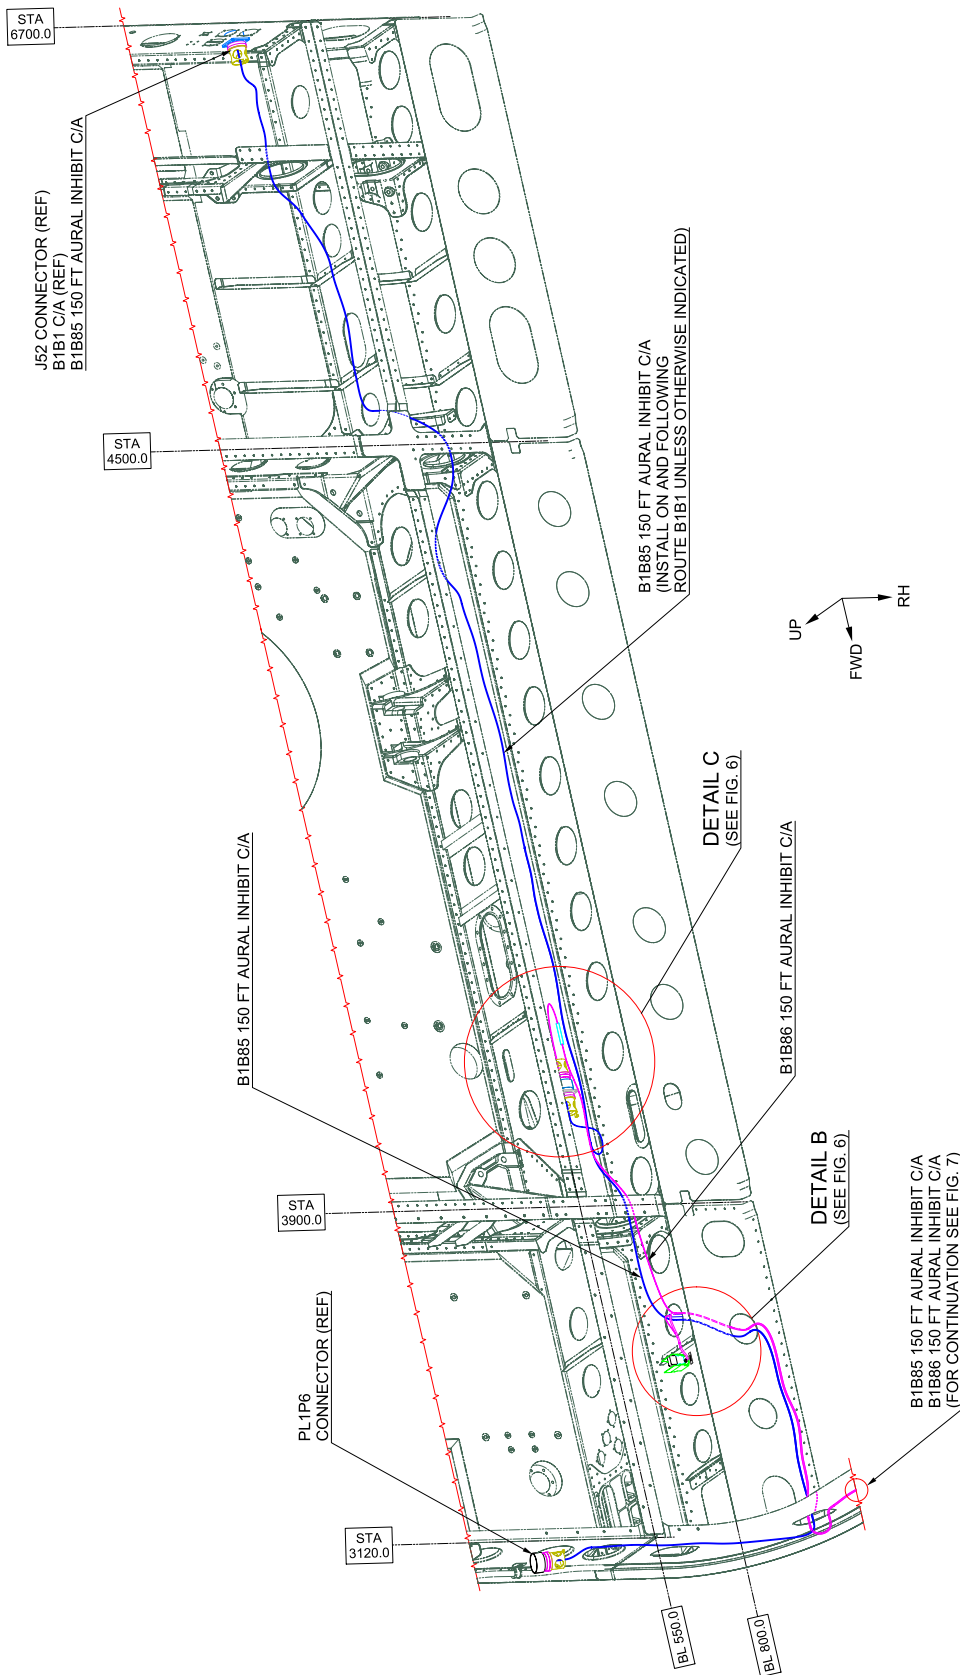 STA
6700.0
J52 CONNECTOR (REF)
B1B1 C/A (REF)
B1B85 150 FT AURAL INHIBIT C/A
STA
4500.0
B1B85 150 FT AURAL INHIBIT C/A
(INSTALL ON AND FOLLOWING
ROUTE B1B1 UNLESS OTHERWISE INDICATED)
UP
FWD
RH
DETAIL C
(SEE FIG. 6)
B1B85 150 FT AURAL INHIBIT C/A
B1B86 150 FT AURAL INHIBIT C/A
STA
3900.0
DETAIL B
(SEE FIG. 6)
PL1P6
CONNECTOR (REF)
B1B85 150 FT AURAL INHIBIT C/A
B1B86 150 FT AURAL INHIBIT C/A
(FOR CONTINUATION SEE FIG. 7)
STA
3120.0
BL 550.0
BL 800.0